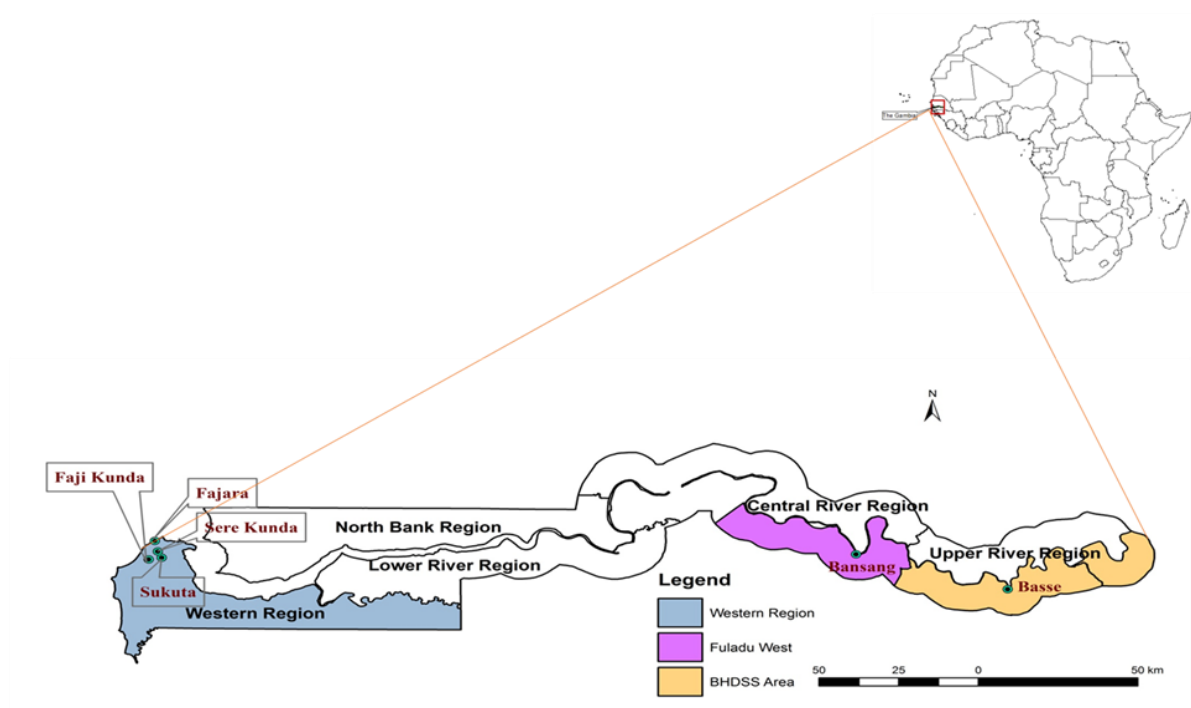 The Gambia
N
Faji Kunda
Fajara
Sere Kunda
North Bank Region
Central River Region
Lower River Region
Upper River Region
Bansang
Basse
Sukuta
Western Region
Legend
Western Region
Fuladu West
BHDSS Area
50 25 0 50 km